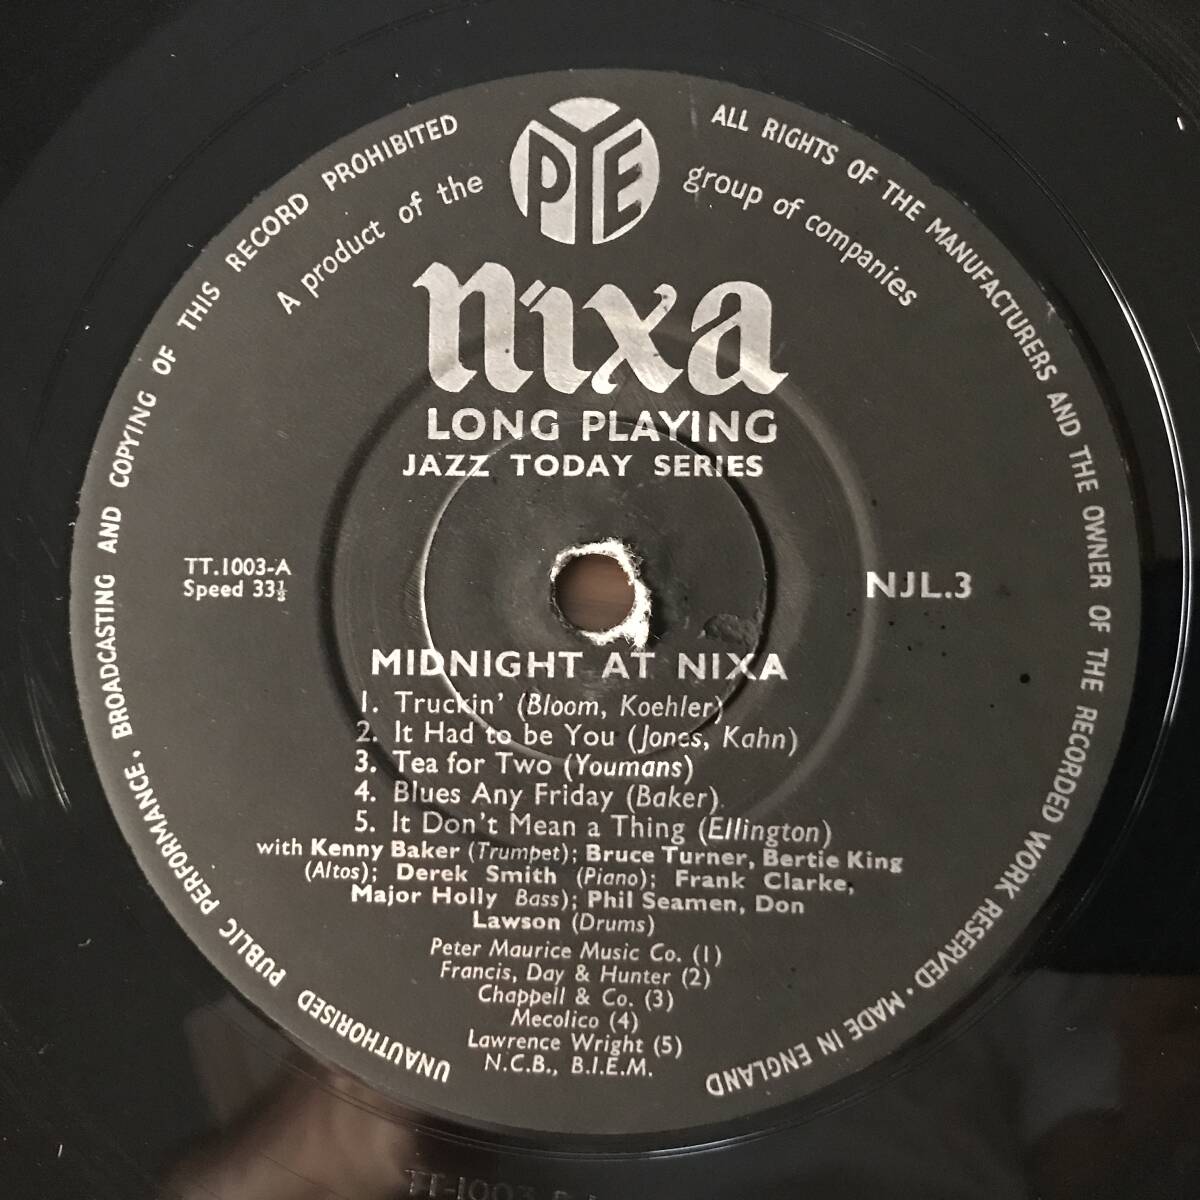 UNAUTHORISED PUBLIC PERFORMANCE, BROADCASTING AND COPYING OF THIS RECORD PROHIBITED
ALL RIGHTS OF THE MANUFACTURERS AND THE OWNER OF THE RECORDED WORK RESERVED · MADE IN ENGLAND
A product of the
PYE
group of companies
nixa
LONG PLAYING
JAZZ TODAY SERIES
TT.1003-A
Speed 33⅓
NJL.3
MIDNIGHT AT NIXA
1. Truckin' (Bloom, Koehler)
2. It Had to be You (Jones, Kahn)
3. Tea for Two (Youmans)
4. Blues Any Friday (Baker)
5. It Don't Mean a Thing (Ellington)
with Kenny Baker (Trumpet); Bruce Turner, Bertie King
(Altos); Derek Smith (Piano); Frank Clarke,
Major Holly Bass); Phil Seamen, Don
Lawson (Drums)
Peter Maurice Music Co. (1)
Francis, Day & Hunter (2)
Chappell & Co. (3)
Mecolico (4)
Lawrence Wright (5)
N.C.B., B.I.E.M.